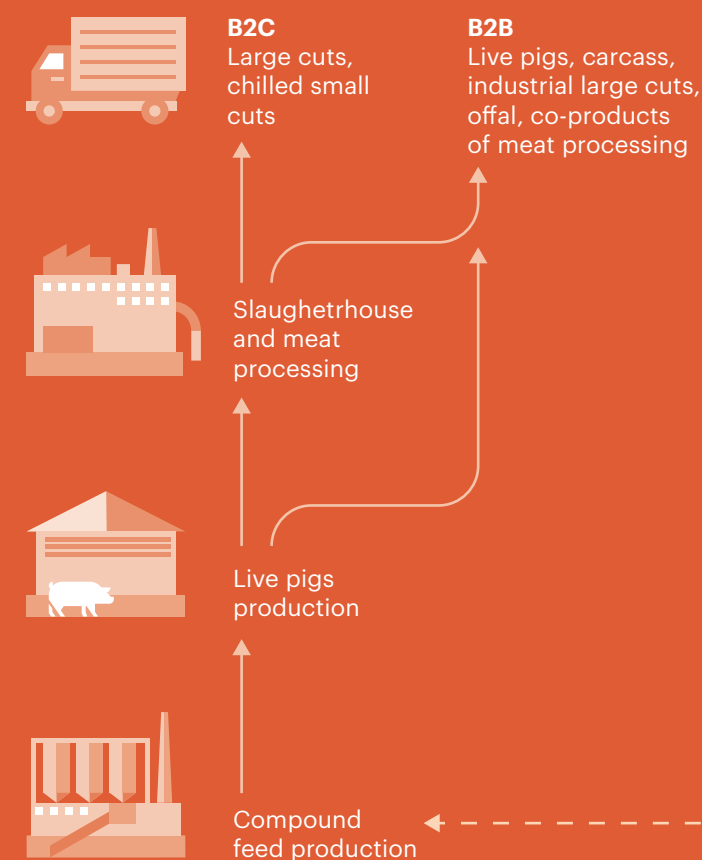 B2C
Large cuts,
chilled small
cuts
B2B
Live pigs, carcass,
industrial large cuts,
offal, co-products
of meat processing
Slaughetrhouse
and meat
processing
Live pigs
production
Compound
feed production